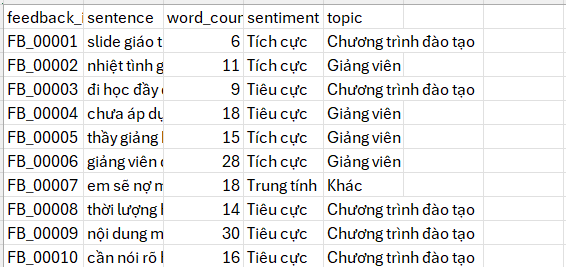 feedback_i sentence word_cour sentiment topic
FB_00001 slide giáo t 6 Tích cực Chương trình đào tạo
FB_00002 nhiệt tình g 11 Tích cực Giảng viên
FB_00003 đi học đầy 9 Tiêu cực Chương trình đào tạo
FB_00004 chưa áp dụ 18 Tiêu cực Giảng viên
FB_00005 thầy giảng 15 Tích cực Giảng viên
FB_00006 giảng viên 28 Tích cực Giảng viên
FB_00007 em sẽ nợ 18 Trung tính Khác
FB_00008 thời lượng 14 Tiêu cực Chương trình đào tạo
FB_00009 nội dung 30 Tiêu cực Chương trình đào tạo
FB_00010 cần nói rõ 16 Tiêu cực Chương trình đào tạo